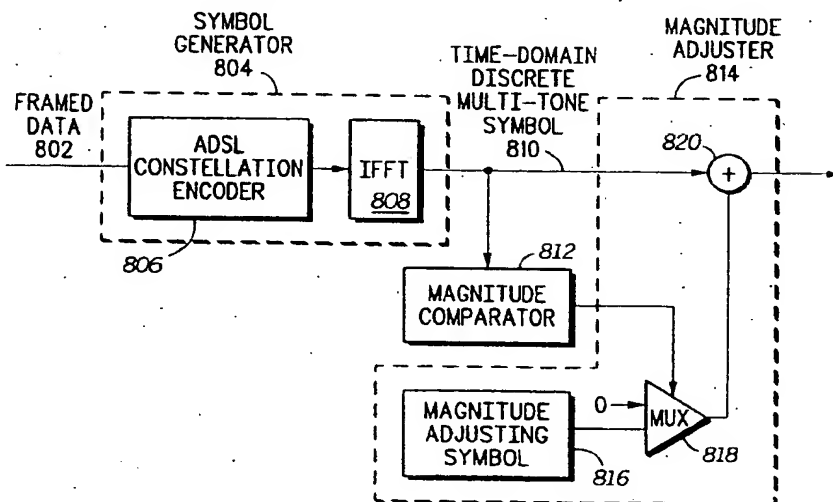 SYMBOL
GENERATOR
804
MAGNITUDE
ADJUSTER
814
TIME-DOMAIN
DISCRETE
MULTI-TONE
SYMBOL
810
FRAMED
DATA
802
ADSL
CONSTELLATION
ENCODER
806
IFFT
808
820
+
812
MAGNITUDE
COMPARATOR
MAGNITUDE
ADJUSTING
SYMBOL
816
0
MUX
818